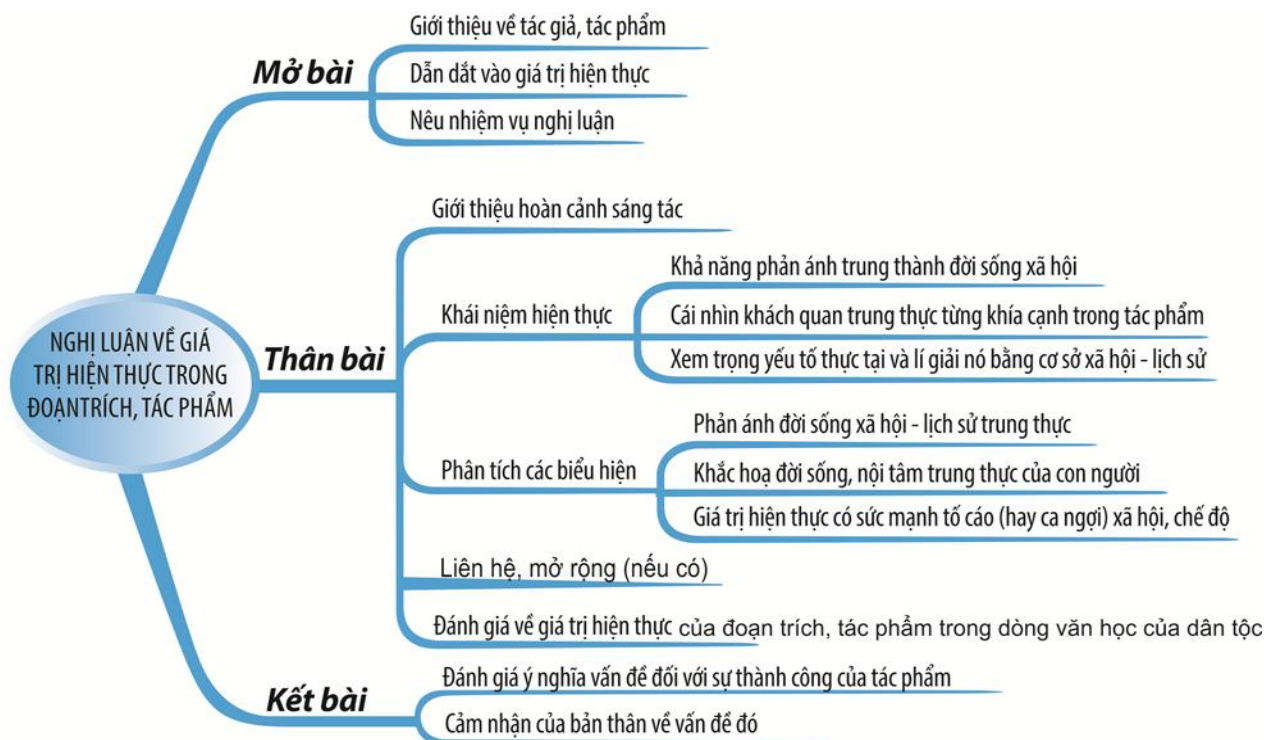 NGHỊ LUẬN VỀ GIÁ
TRỊ HIỆN THỰC TRONG
ĐOẠNTRÍCH, TÁC PHẨM
Mở bài
Giới thiệu về tác giả, tác phẩm
Dẫn dắt vào giá trị hiện thực
Nêu nhiệm vụ nghị luận
Thân bài
Giới thiệu hoàn cảnh sáng tác
Khái niệm hiện thực
Khả năng phản ánh trung thành đời sống xã hội
Cái nhìn khách quan trung thực từng khía cạnh trong tác phẩm
Xem trọng yếu tố thực tại và lí giải nó bằng cơ sở xã hội - lịch sử
Phân tích các biểu hiện
Phản ánh đời sống xã hội - lịch sử trung thực
Khắc hoạ đời sống, nội tâm trung thực của con người
Giá trị hiện thực có sức mạnh tố cáo (hay ca ngợi) xã hội, chế độ
Liên hệ, mở rộng (nếu có)
Đánh giá về giá trị hiện thực của đoạn trích, tác phẩm trong dòng văn học của dân tộc
Kết bài
Đánh giá ý nghĩa vấn đề đối với sự thành công của tác phẩm
Cảm nhận của bản thân về vấn đề đó